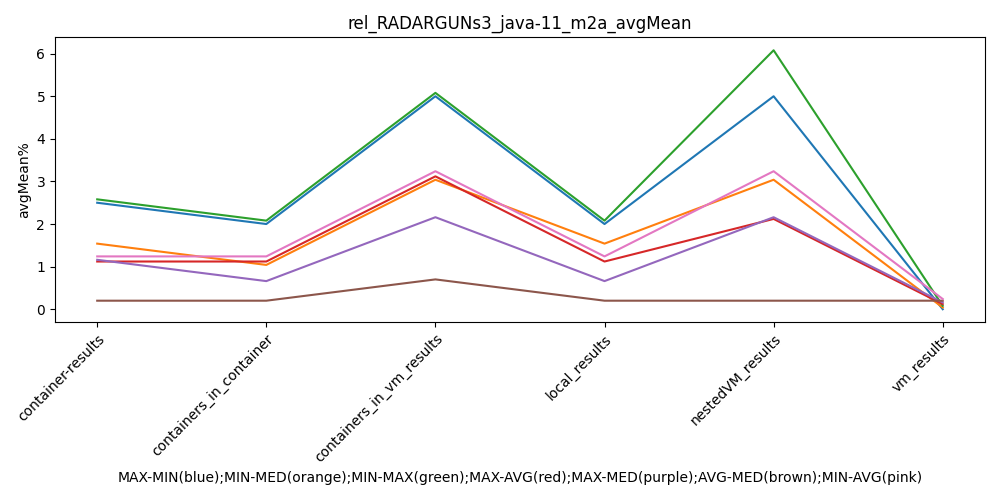 rel_RADARGUNs3_java-11_m2a_avgMean
avgMean%
6
5
4
3
2
1
0
container-results
containers_in_container
containers_in_vm_results
local_results
nestedVM_results
vm_results
MAX-MIN(blue);MIN-MED(orange);MIN-MAX(green);MAX-AVG(red);MAX-MED(purple);AVG-MED(brown);MIN-AVG(pink)